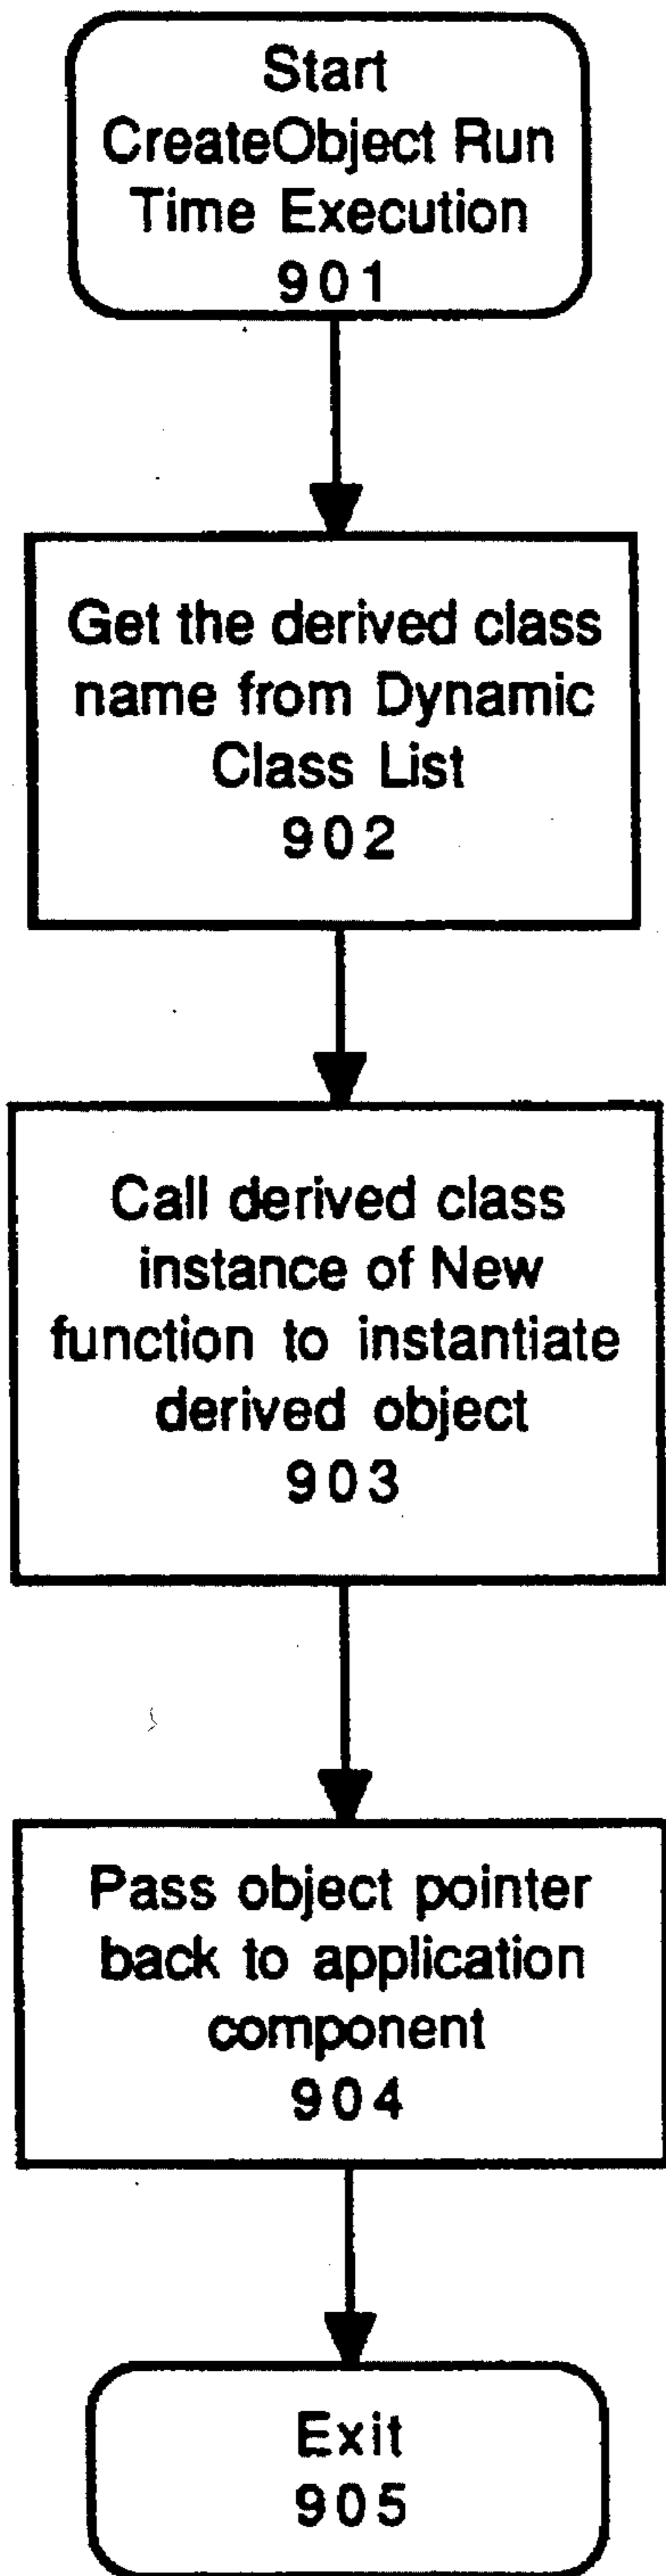 Start
CreateObject Run
Time Execution
901
Get the derived class
name from Dynamic
Class List
902
Call derived class
instance of New
function to instantiate
derived object
903
Pass object pointer
back to application
component
904
Exit
905